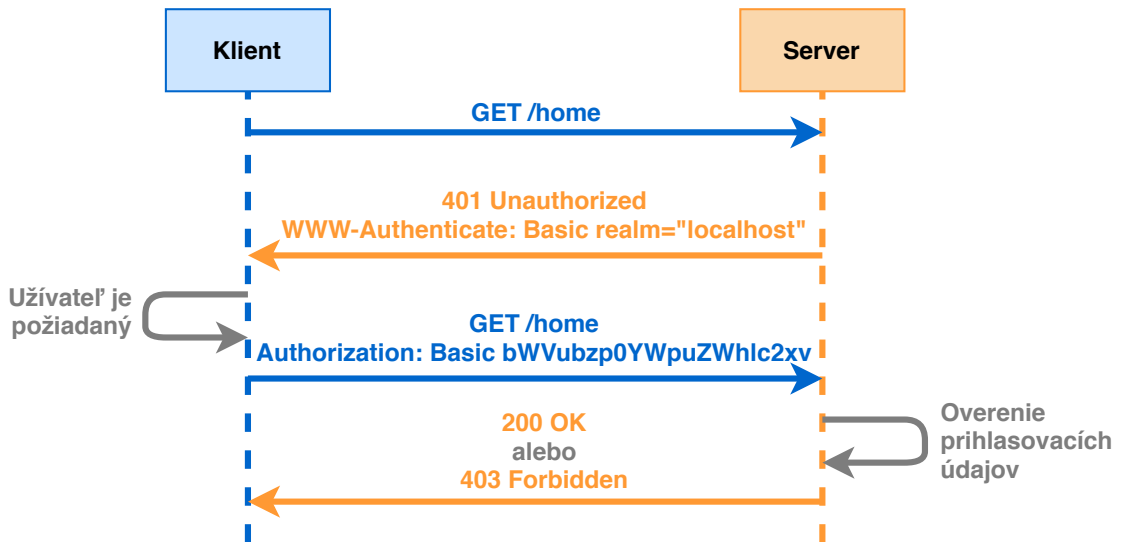 Klient
Server
GET /home
401 Unauthorized
WWW-Authenticate: Basic realm="localhost"
Užívateľ je
požiadaný
GET /home
Authorization: Basic bWVubzp0YWpuZWhlc2xv
200 OK
alebo
403 Forbidden
Overenie
prihlasovacích
údajov